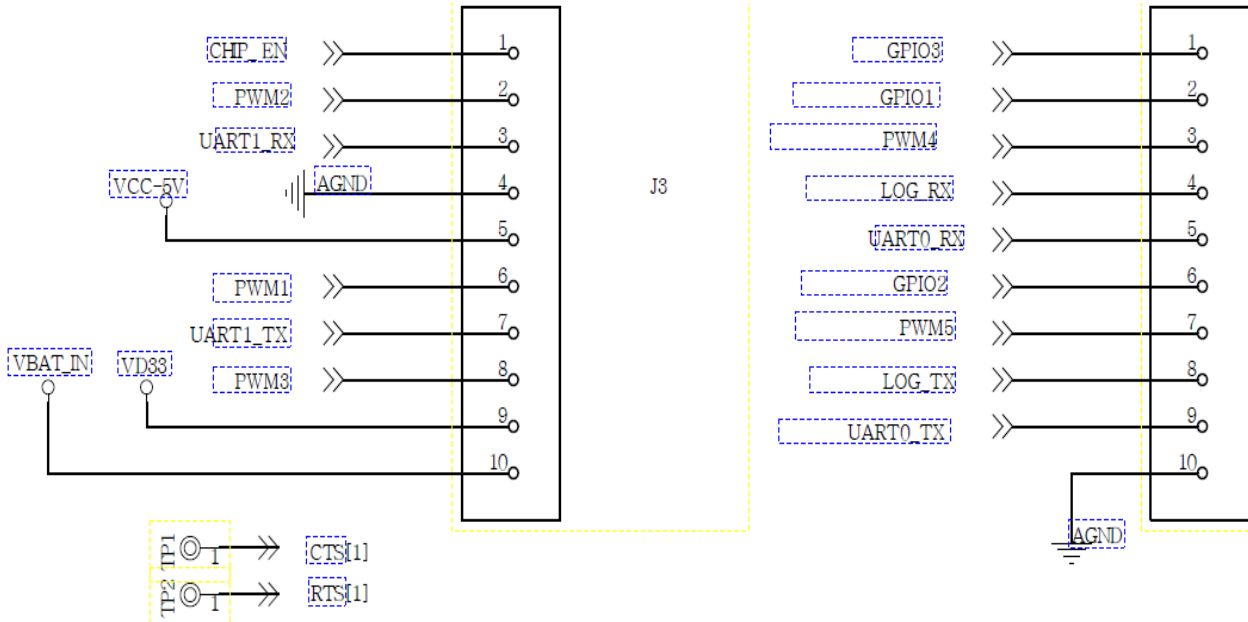 CHIP_EN
1
PWM2
2
UART1_RX
3
AGND
4
VCC-5V
5
PWM1
6
UART1_TX
7
PWM3
8
VBAT_IN
VD33
9
10
J3
GPIO3
1
GPIO1
2
PWM4
3
LOG_RX
4
UART0_RX
5
GPIO2
6
PWM5
7
LOG_TX
8
UART0_TX
9
10
AGND
TP1
1
CTS[1]
TP2
1
RTS[1]